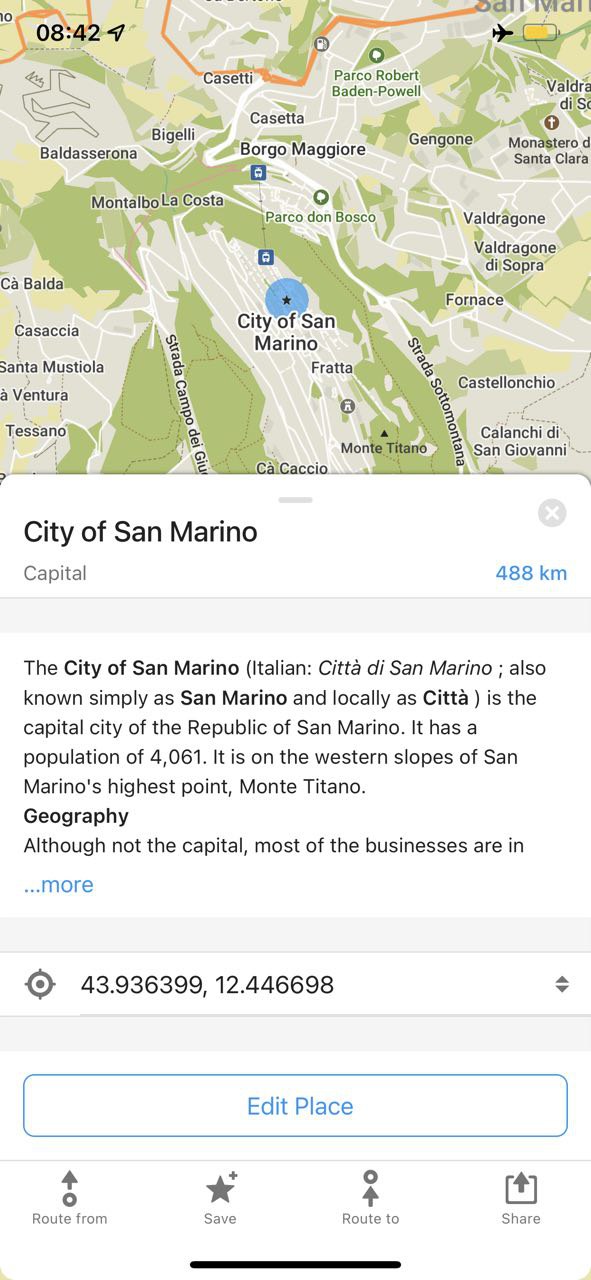 San Mari
08:42
Casetti
Parco Robert
Baden-Powell
Valdra
di So
Casetta
Bigelli
Baldasserona
Borgo Maggiore
Gengone
Monastero d
Santa Clara
Montalbo
La Costa
Parco don Bosco
Valdragone
Valdragone
di Sopra
Cà Balda
Fornace
City of San
Marino
Casaccia
Santa Mustiola
Fratta
Strada Campo dei Giu
Strada Sottomontana
Castellonchio
à Ventura
Tessano
Monte Titano
Calanchi di
San Giovanni
Cà Caccio
City of San Marino
Capital
488 km
The City of San Marino (Italian: Città di San Marino ; also
known simply as San Marino and locally as Città ) is the
capital city of the Republic of San Marino. It has a
population of 4,061. It is on the western slopes of San
Marino's highest point, Monte Titano.
Geography
Although not the capital, most of the businesses are in
...more
43.936399, 12.446698
Edit Place
Route from
Save
Route to
Share